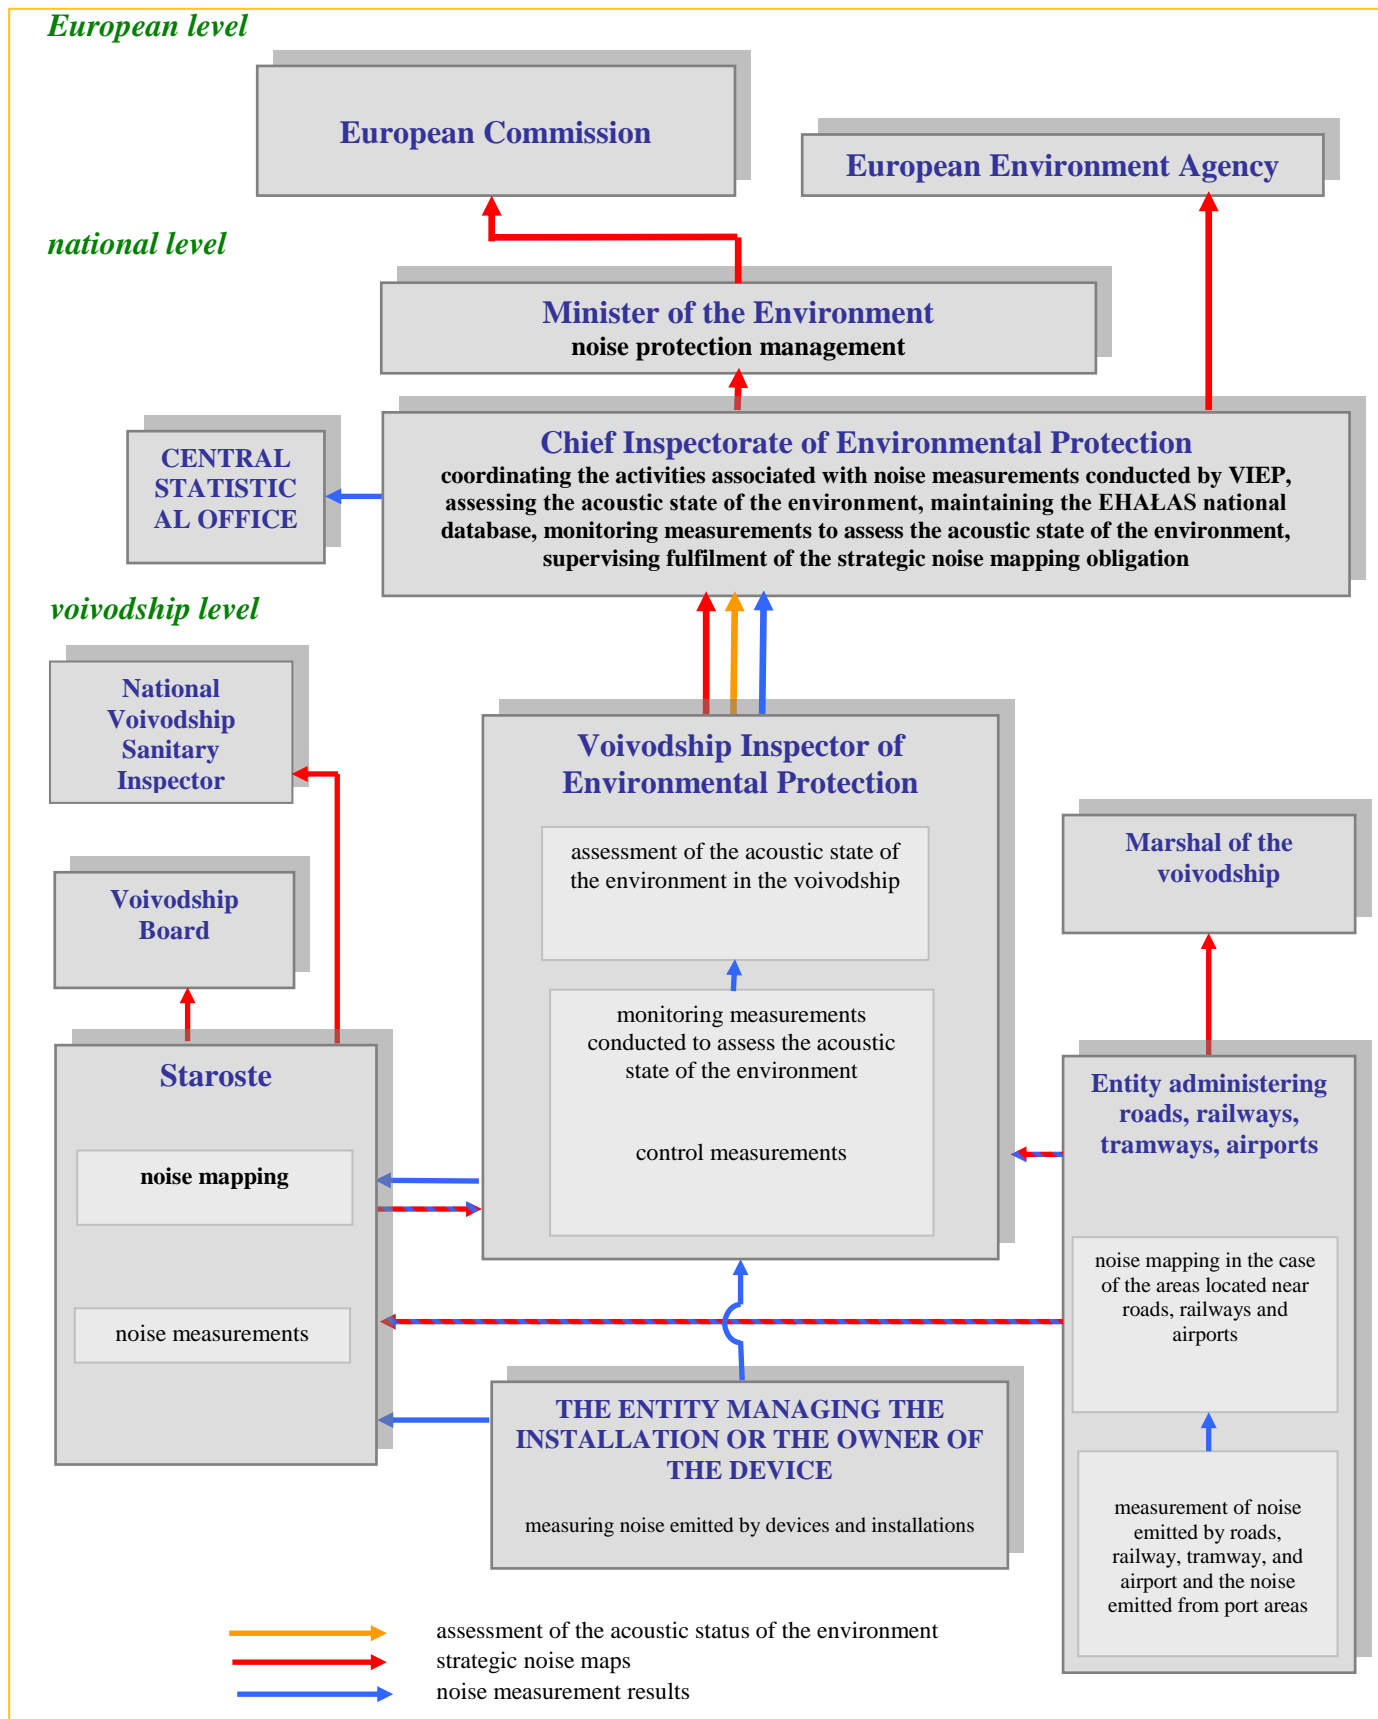 European level
European Commission
European Environment Agency
national level
Minister of the Environment
noise protection management
CENTRAL
STATISTIC
AL OFFICE
Chief Inspectorate of Environmental Protection
coordinating the activities associated with noise measurements conducted by VIEP,
assessing the acoustic state of the environment, maintaining the EHAŁAS national
database, monitoring measurements to assess the acoustic state of the environment,
supervising fulfilment of the strategic noise mapping obligation
voivodship level
National
Voivodship
Sanitary
Inspector
Voivodship
Board
Voivodship Inspector of
Environmental Protection
assessment of the acoustic state of
the environment in the voivodship
monitoring measurements
conducted to assess the acoustic
state of the environment
control measurements
Marshal of the
voivodship
Staroste
noise mapping
noise measurements
Entity administering
roads, railways,
tramways, airports
noise mapping in the case
of the areas located near
roads, railways and
airports
measurement of noise
emitted by roads,
railway, tramway, and
airport and the noise
emitted from port areas
THE ENTITY MANAGING THE
INSTALLATION OR THE OWNER OF
THE DEVICE
measuring noise emitted by devices and installations
assessment of the acoustic status of the environment
strategic noise maps
noise measurement results